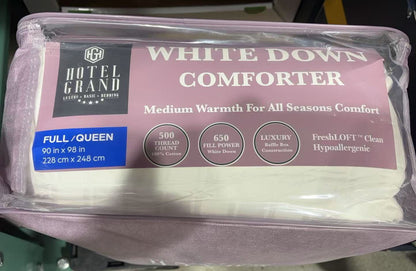 HGH
HOTEL
GRAND
LUXURY • BASIC • BEDDING
WHITE DOWN
COMFORTER
Medium Warmth For All Seasons Comfort
FULL/QUEEN
90 in x 98 in
228 cm x 248 cm
500
THREAD
COUNT
100% Cotton
650
FILL POWER
White Down
LUXURY
Baffle Box
Construction
FreshLOFT™ Clean
Hypoallergenic